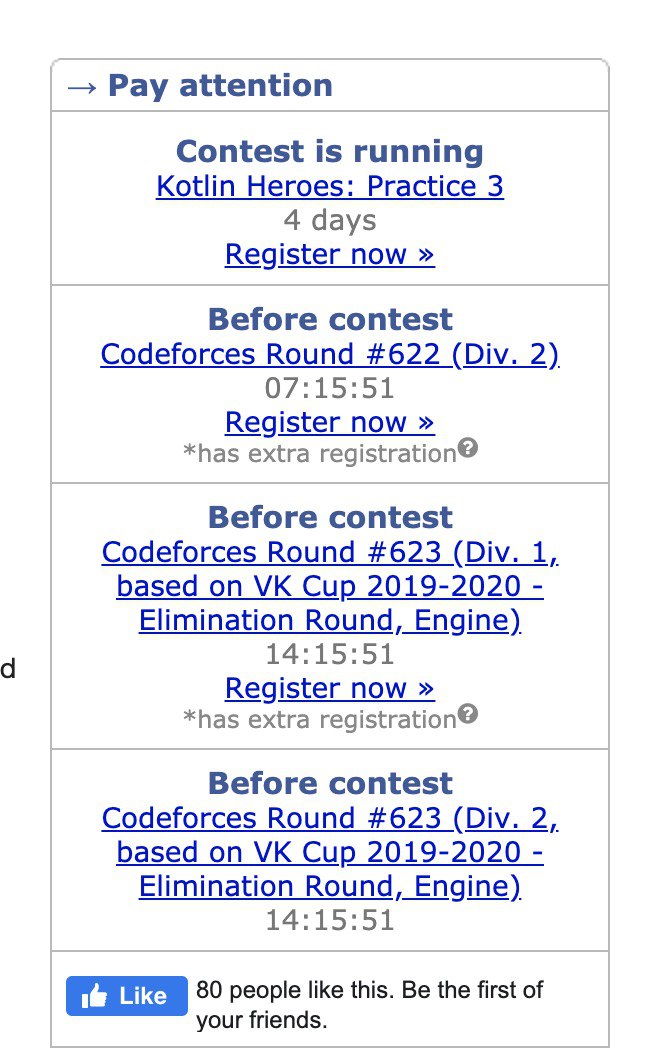 → Pay attention
Contest is running
Kotlin Heroes: Practice 3
4 days
Register now »
Before contest
Codeforces Round #622 (Div. 2)
07:15:51
Register now »
*has extra registration?
Before contest
Codeforces Round #623 (Div. 1,
based on VK Cup 2019-2020 -
Elimination Round, Engine)
14:15:51
d
Register now »
*has extra registration?
Before contest
Codeforces Round #623 (Div. 2,
based on VK Cup 2019-2020 -
Elimination Round, Engine)
14:15:51
Like
80 people like this. Be the first of
your friends.